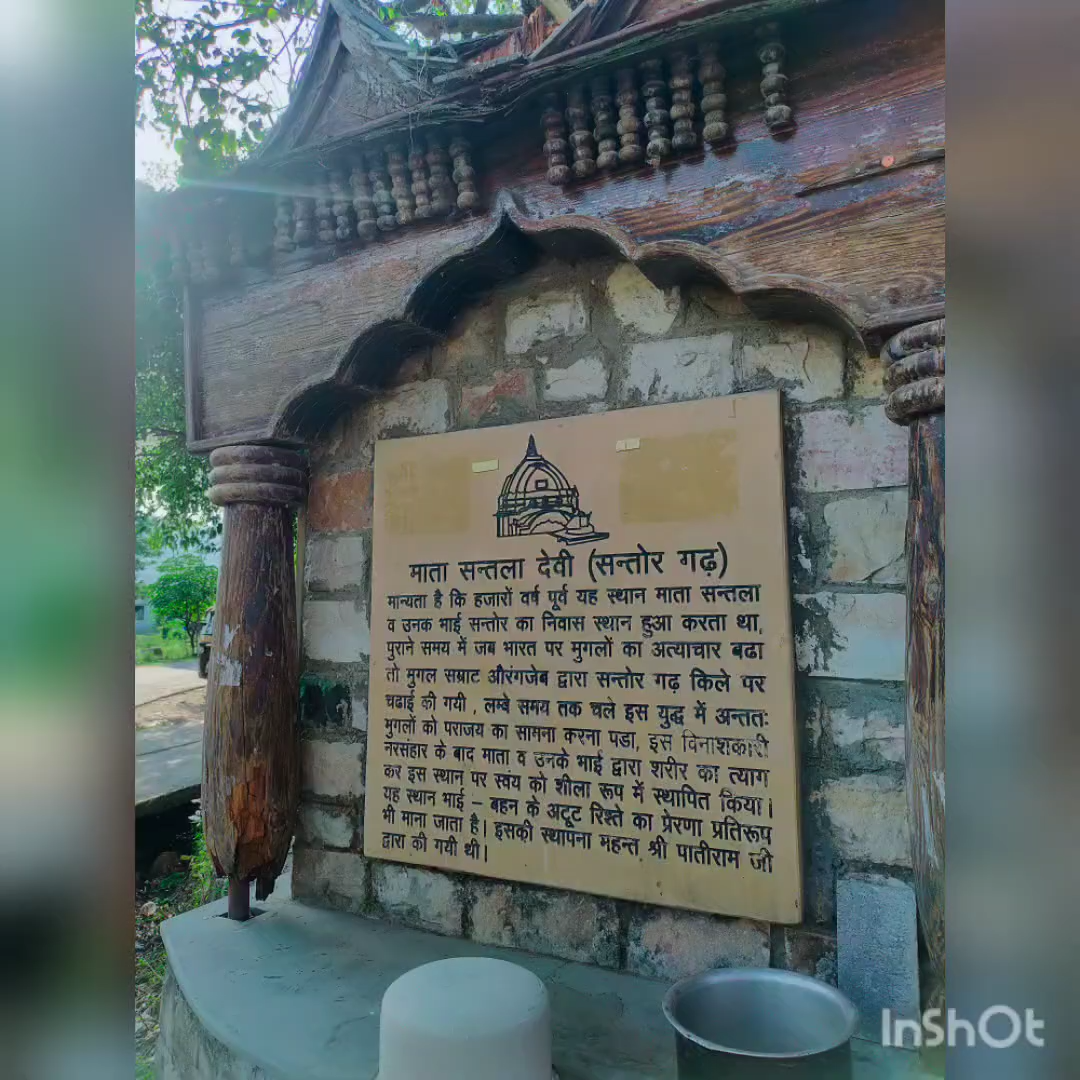 माता सन्तला देवी (सन्तोर गढ़)
मान्यता है कि हजारों वर्ष पूर्व यह स्थान माता सन्तला
व उनक भाई सन्तोर का निवास स्थान हुआ करता था,
पुराने समय में जब भारत पर मुगलों का अत्याचार बढा
तो मुगल सम्राट औरंगजेब द्वारा सन्तोर गढ़ किले पर
चढाई की गयी , लम्बे समय तक चले इस युद्ध में अन्ततः
मुगलों को पराजय का सामना करना पडा, इस विनाशकारी
नरसंहार के बाद माता व उनके भाई द्वारा शरीर का त्याग
कर इस स्थान पर स्वंय को शीला रूप में स्थापित किया।
यह स्थान भाई – बहन के अटूट रिश्ते का प्रेरणा प्रतिरूप
भी माना जाता है। इसकी स्थापना महन्त श्री पातीराम जी
द्वारा की गयी थी।
InShOt